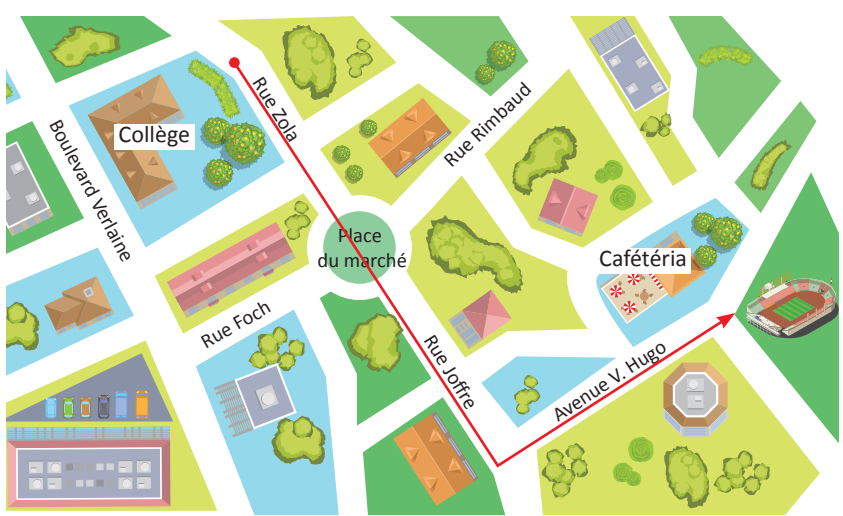 Rue Zola
Collège
Boulevard Verlaine
Rue Rimbaud
Place
du marché
Cafétéria
Rue Foch
Rue Joffre
Avenue V. Hugo